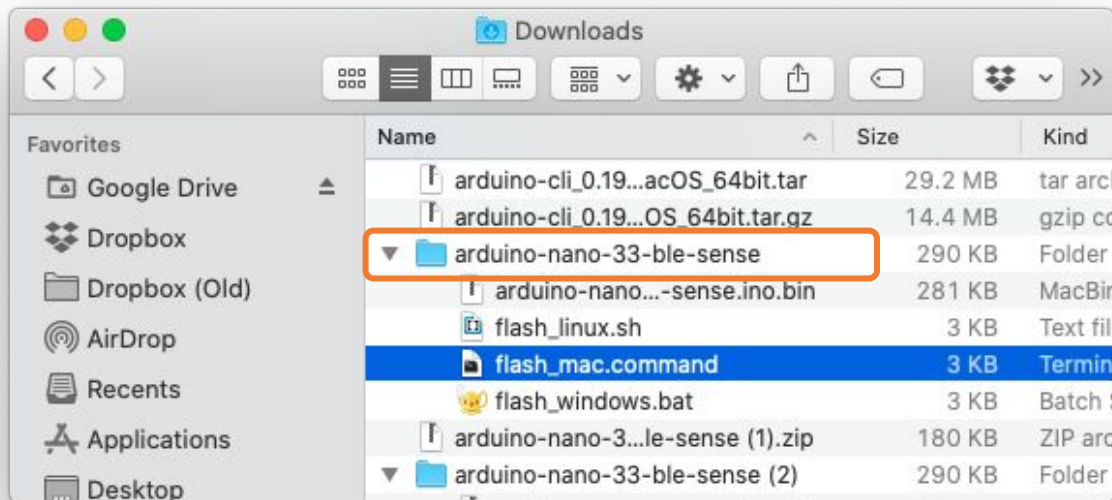 Downloads
Favorites
Name Size Kind
Google Drive
arduino-cli_0.19...acOS_64bit.tar 29.2 MB tar arc
arduino-cli_0.19...OS_64bit.tar.gz 14.4 MB gzip co
Dropbox
arduino-nano-33-ble-sense 290 KB Folder
Dropbox (Old)
arduino-nano...-sense.ino.bin 281 KB MacBin
AirDrop
flash_linux.sh 3 KB Text fil
flash_mac.command 3 KB Termin
Recents
flash_windows.bat 3 KB Batch
Applications
arduino-nano-3...le-sense (1).zip 180 KB ZIP arc
Desktop
arduino-nano-33-ble-sense (2) 290 KB Folder